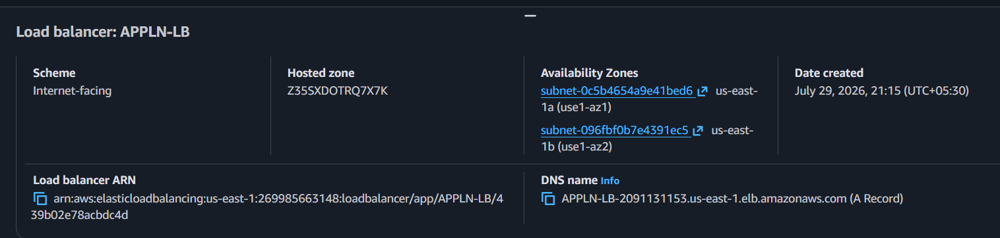 Load balancer: APPLN-LB
Scheme
Internet-facing
Hosted zone
Z35SXDOTRQ7X7K
Availability Zones
subnet-0c5b4654a9e41bed6 us-east-
1a (use1-az1)
subnet-096fbf0b7e4391ec5 us-east-
1b (use1-az2)
Date created
July 29, 2026, 21:15 (UTC+05:30)
Load balancer ARN
arn:aws:elasticloadbalancing:us-east-1:269985663148:loadbalancer/app/APPLN-LB/4
39b02e78acbdc4d
DNS name Info
APPLN-LB-2091131153.us-east-1.elb.amazonaws.com (A Record)